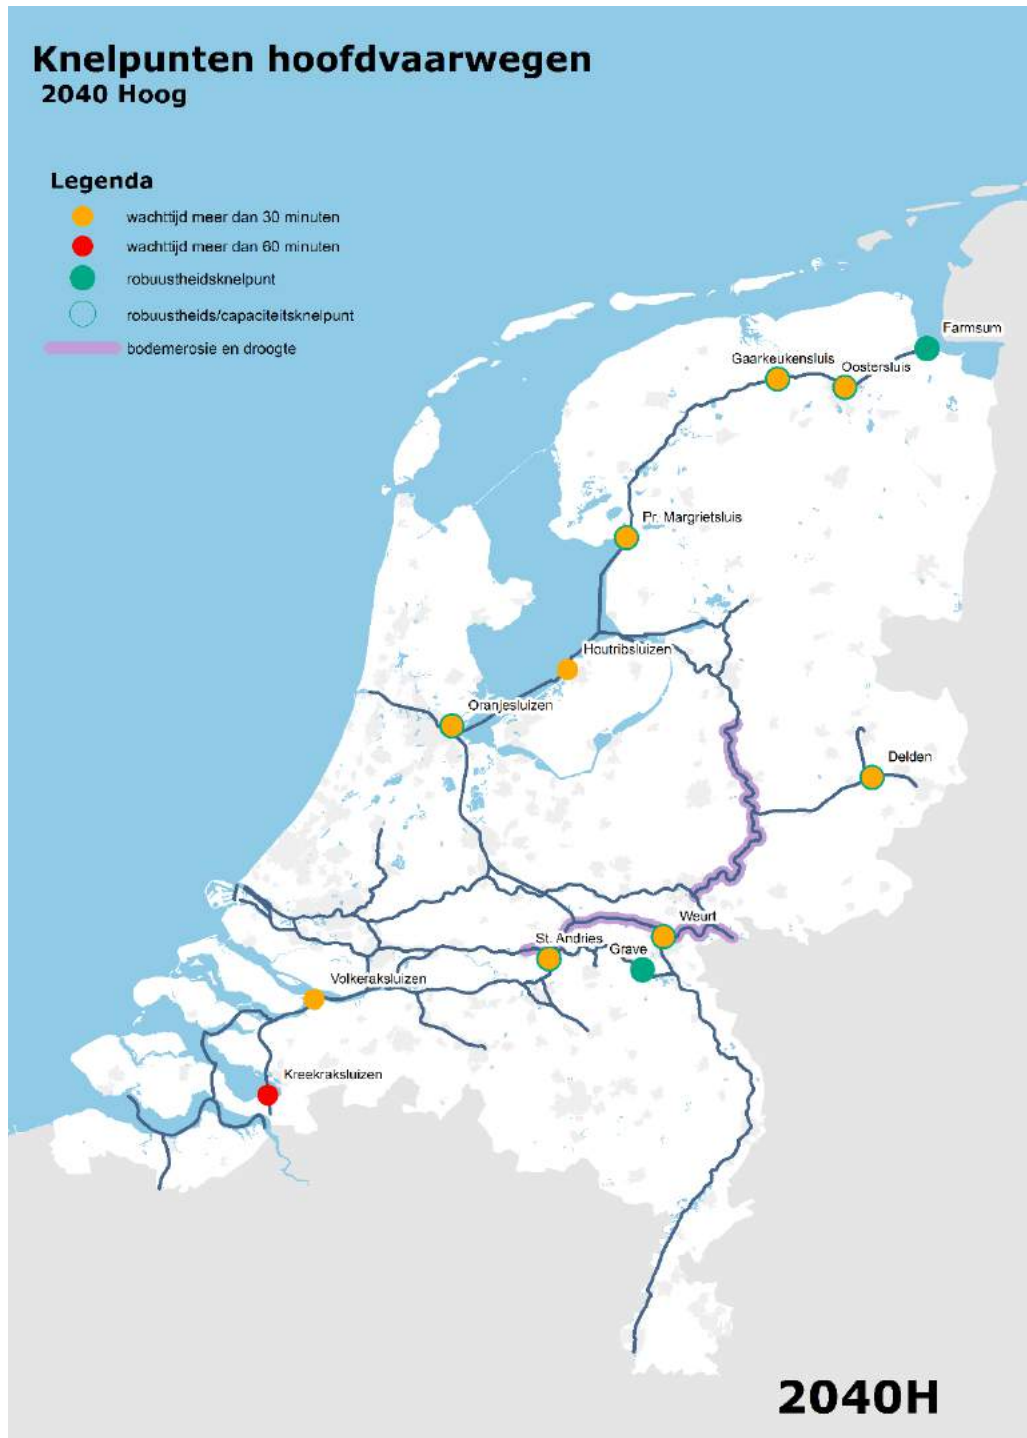 Knelpunten hoofdvaarwegen
2040 Hoog
Legenda
wachttijd meer dan 30 minuten
wachttijd meer dan 60 minuten
robuustheidsknelpunt
robuustheids/capaciteitsknelpunt
bodemerosie en droogte
Farmsum
Gaarkeukensluis
Oostersluis
Pr. Margrietsluis
Houtribsluizen
Oranjesluizen
Delden
Weurt
St. Andries
Grave
Volkeraksluizen
Kreekraksluizen
2040H